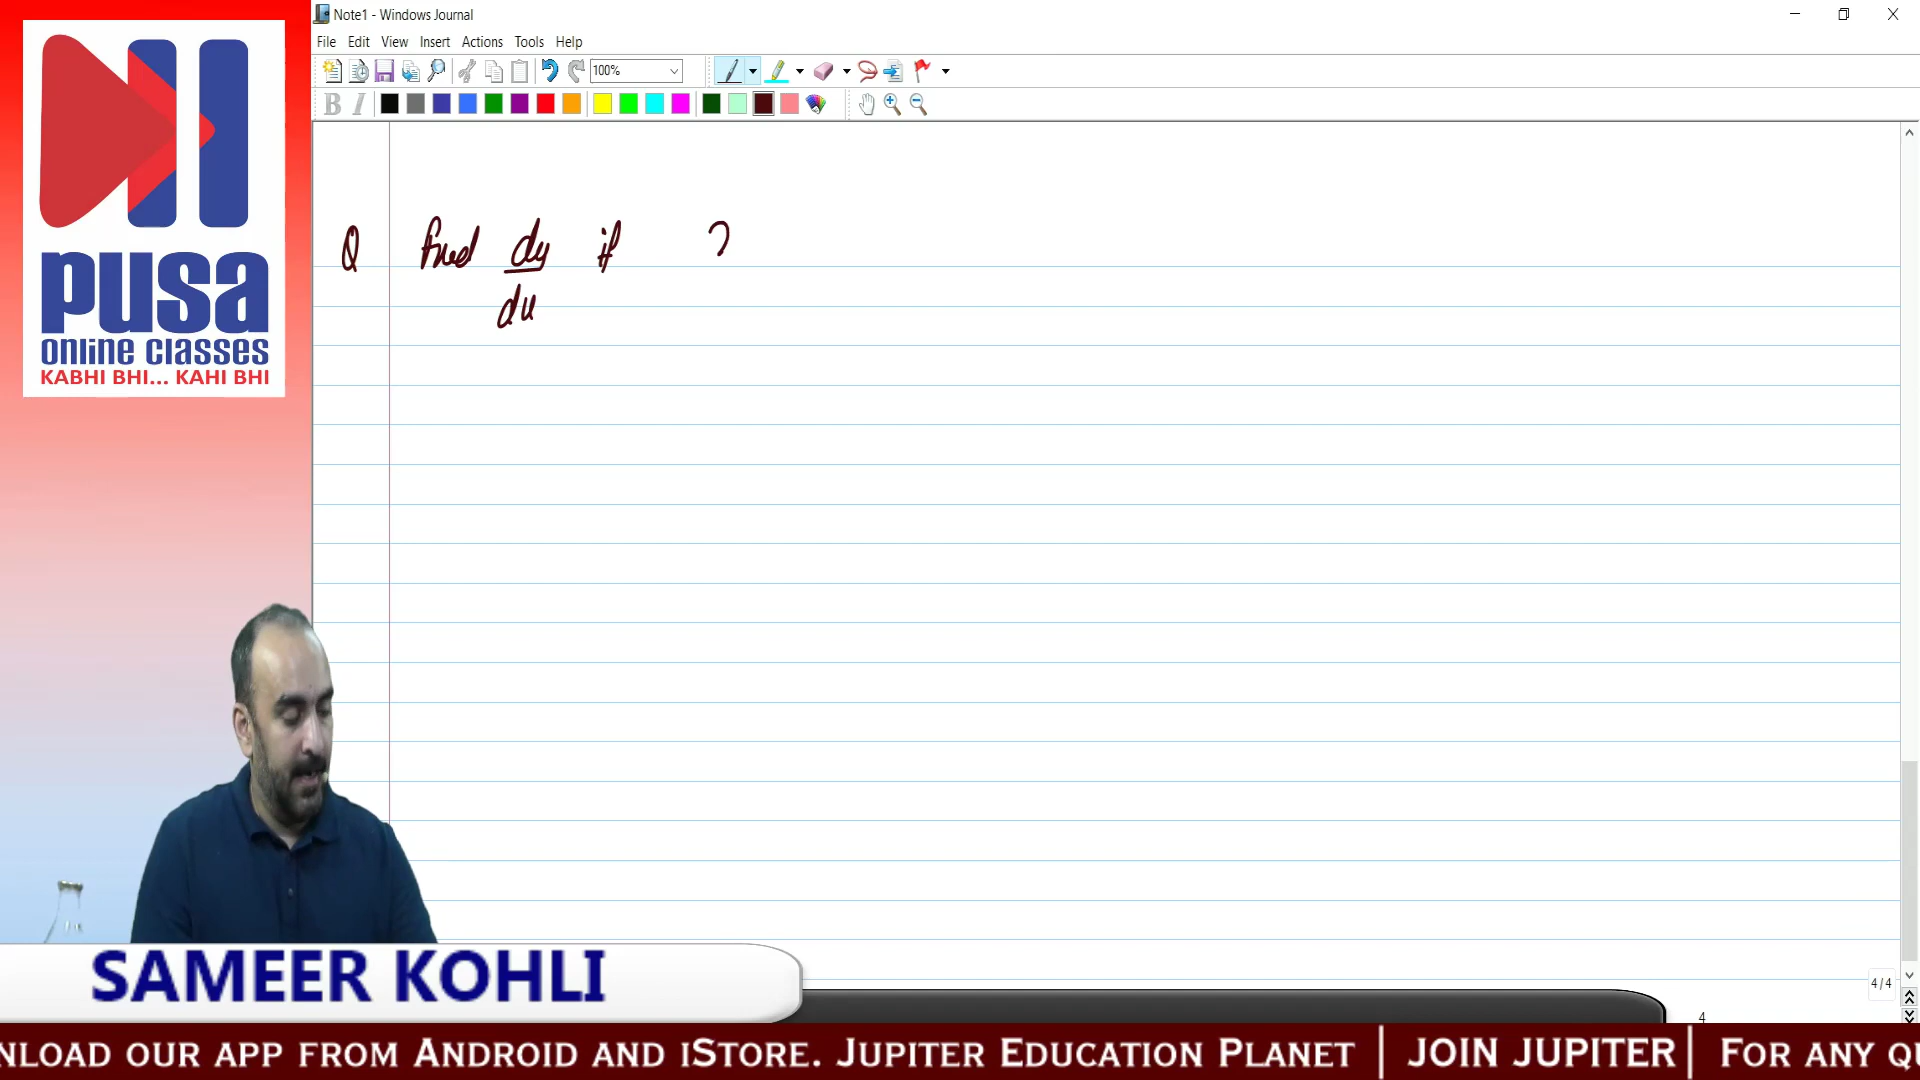 Note1 - Windows Journal
File Edit View Insert Actions Tools Help
100%
B I
Q find dy if
dx
PUSA
ONLINE CLASSES
KABHI BHI... KAHI BHI
4 / 4
4
SAMEER KOHLI
NLOAD OUR APP FROM ANDROID AND ISTORE. JUPITER EDUCATION PLANET | JOIN JUPITER | FOR ANY QU